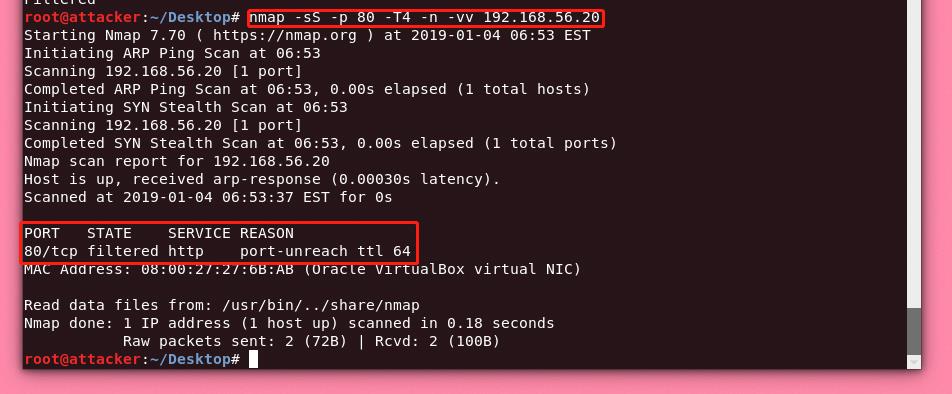 Filtered
root@attacker:~/Desktop# nmap -sS -p 80 -T4 -n -vv 192.168.56.20
Starting Nmap 7.70 ( https://nmap.org ) at 2019-01-04 06:53 EST
Initiating ARP Ping Scan at 06:53
Scanning 192.168.56.20 [1 port]
Completed ARP Ping Scan at 06:53, 0.00s elapsed (1 total hosts)
Initiating SYN Stealth Scan at 06:53
Scanning 192.168.56.20 [1 port]
Completed SYN Stealth Scan at 06:53, 0.00s elapsed (1 total ports)
Nmap scan report for 192.168.56.20
Host is up, received arp-response (0.00030s latency).
Scanned at 2019-01-04 06:53:37 EST for 0s
PORT   STATE    SERVICE REASON
80/tcp filtered http    port-unreach ttl 64
MAC Address: 08:00:27:27:6B:AB (Oracle VirtualBox virtual NIC)
Read data files from: /usr/bin/../share/nmap
Nmap done: 1 IP address (1 host up) scanned in 0.18 seconds
           Raw packets sent: 2 (72B) | Rcvd: 2 (100B)
root@attacker:~/Desktop#